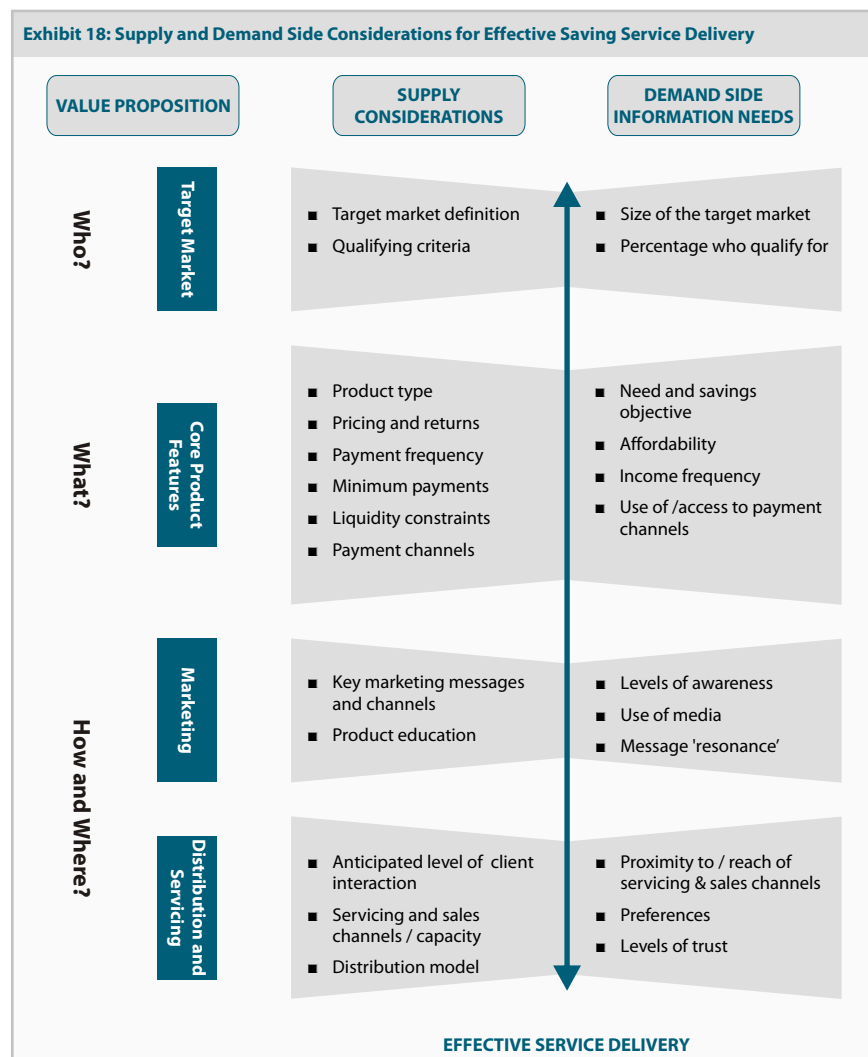 Exhibit 18: Supply and Demand Side Considerations for Effective Saving Service Delivery
VALUE PROPOSITION
SUPPLY
CONSIDERATIONS
DEMAND SIDE
INFORMATION NEEDS
Who?
Target Market
■ Target market definition
■ Qualifying criteria
■ Size of the target market
■ Percentage who qualify for
What?
Core Product
Features
■ Product type
■ Pricing and returns
■ Payment frequency
■ Minimum payments
■ Liquidity constraints
■ Payment channels
■ Need and savings
objective
■ Affordability
■ Income frequency
■ Use of /access to payment
channels
How and Where?
Marketing
■ Key marketing messages
and channels
■ Product education
■ Levels of awareness
■ Use of media
■ Message 'resonance’
Distribution and
Servicing
■ Anticipated level of client
interaction
■ Servicing and sales
channels / capacity
■ Distribution model
■ Proximity to / reach of
servicing & sales channels
■ Preferences
■ Levels of trust
EFFECTIVE SERVICE DELIVERY